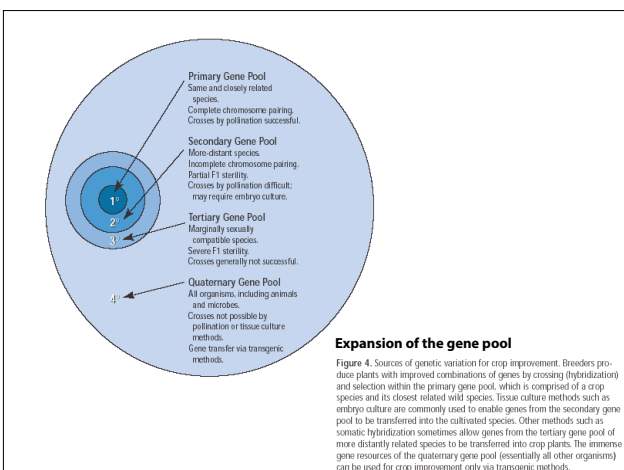 Primary Gene Pool
Same and closely related
species.
Complete chromosome pairing.
Crosses by pollination successful.
Secondary Gene Pool
More-distant species.
Incomplete chromosome pairing.
Partial F1 sterility.
Crosses by pollination difficult;
may require embryo culture.
1°
2°
3°
Tertiary Gene Pool
Marginally sexually
compatible species.
Severe F1 sterility.
Crosses generally not successful.
4°
Quaternary Gene Pool
All organisms, including animals
and microbes.
Crosses not possible by
pollination or tissue culture
methods.
Gene transfer via transgenic
methods.
Expansion of the gene pool
Figure 4. Sources of genetic variation for crop improvement. Breeders pro-
duce plants with improved combinations of genes by crossing (hybridization)
and selection within the primary gene pool, which is comprised of a crop
species and its closest related wild species. Tissue culture methods such as
embryo culture are commonly used to enable genes from the secondary gene
pool to be transferred into the cultivated species. Other methods such as
somatic hybridization sometimes allow genes from the tertiary gene pool of
more distantly related species to be transferred into crop plants. The immense
gene resources of the quaternary gene pool (essentially all other organisms)
can be used for crop improvement only via transgenic methods.